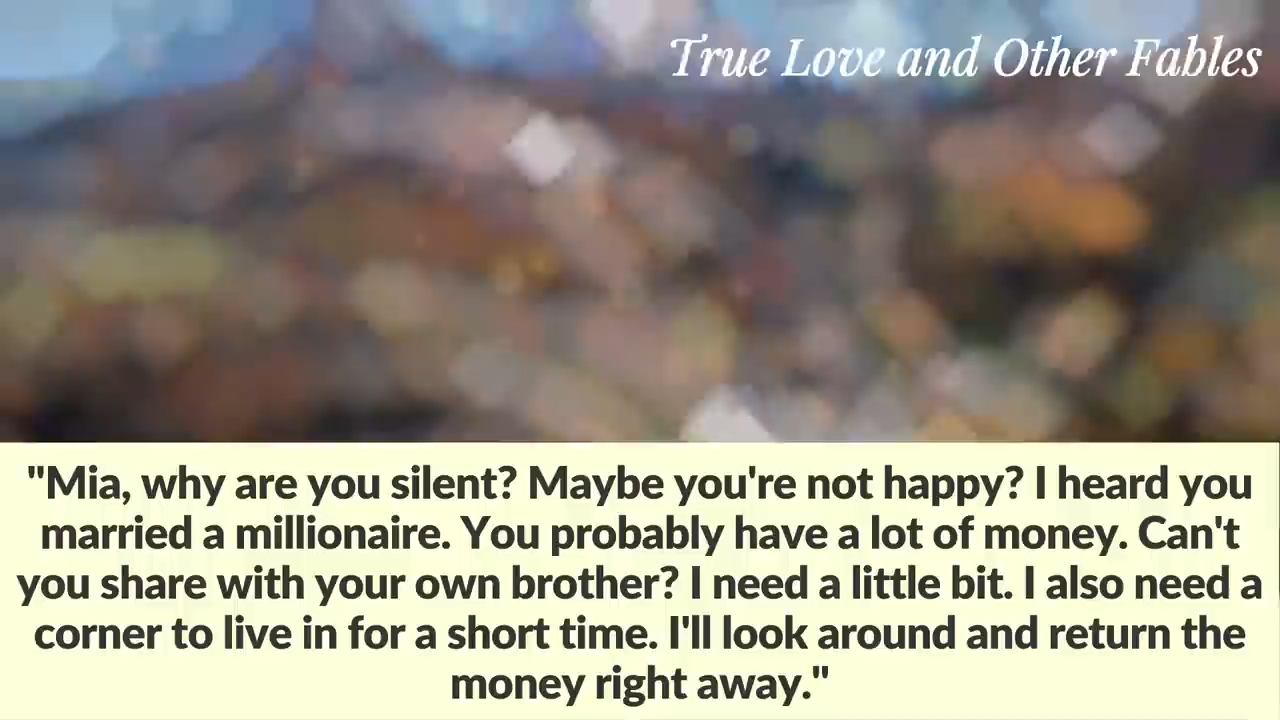 True Love and Other Fables
"Mia, why are you silent? Maybe you're not happy? I heard you
married a millionaire. You probably have a lot of money. Can't
you share with your own brother? I need a little bit. I also need a
corner to live in for a short time. I'll look around and return the
money right away."